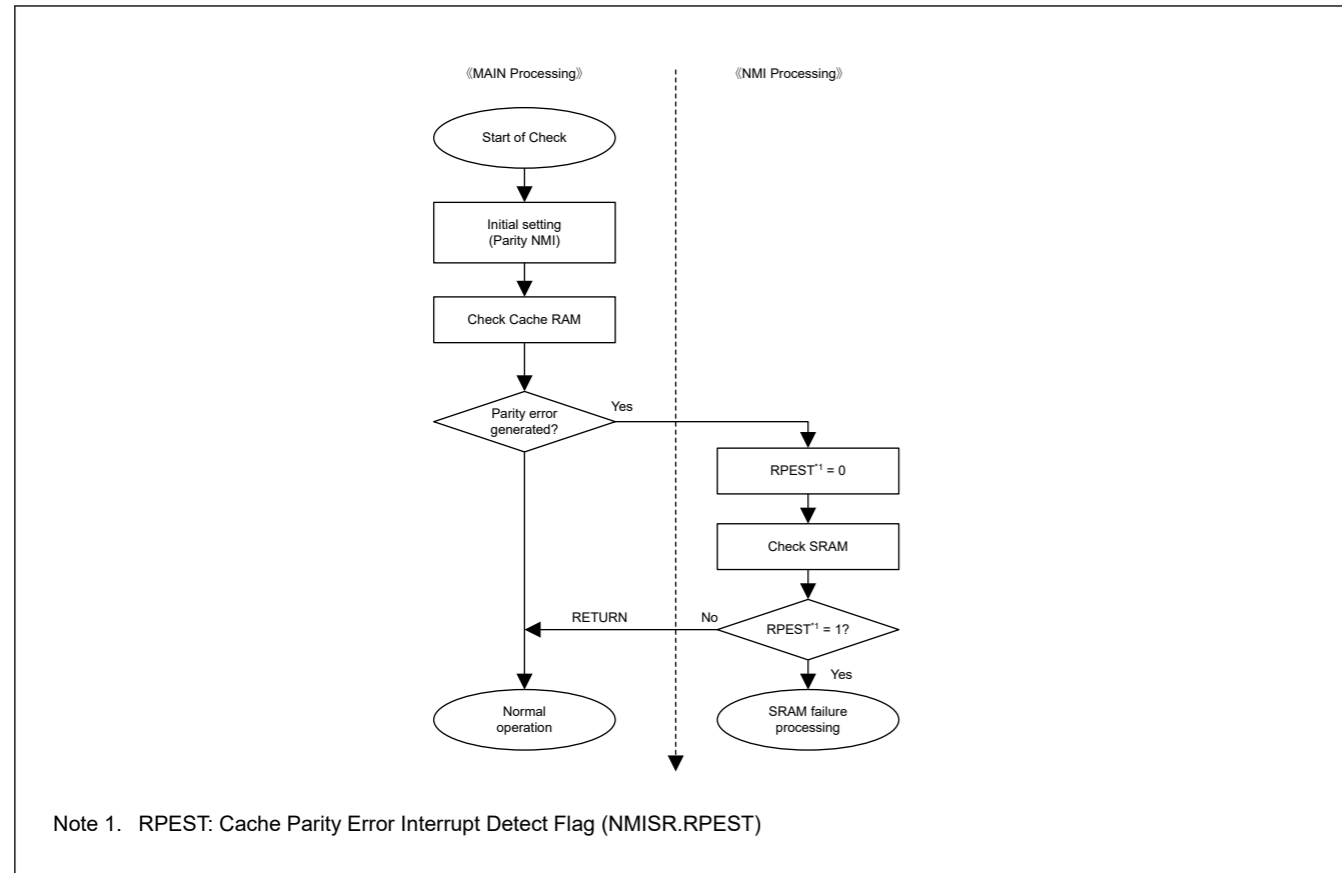 《MAIN Processing》
《NMI Processing》
Start of Check
Initial setting
(Parity NMI)
Check Cache RAM
Parity error
generated?
Yes
RPEST*1 = 0
Check SRAM
RETURN
No
RPEST*1 = 1?
Yes
Normal
operation
SRAM failure
processing
Note 1. RPEST: Cache Parity Error Interrupt Detect Flag (NMISR.RPEST)